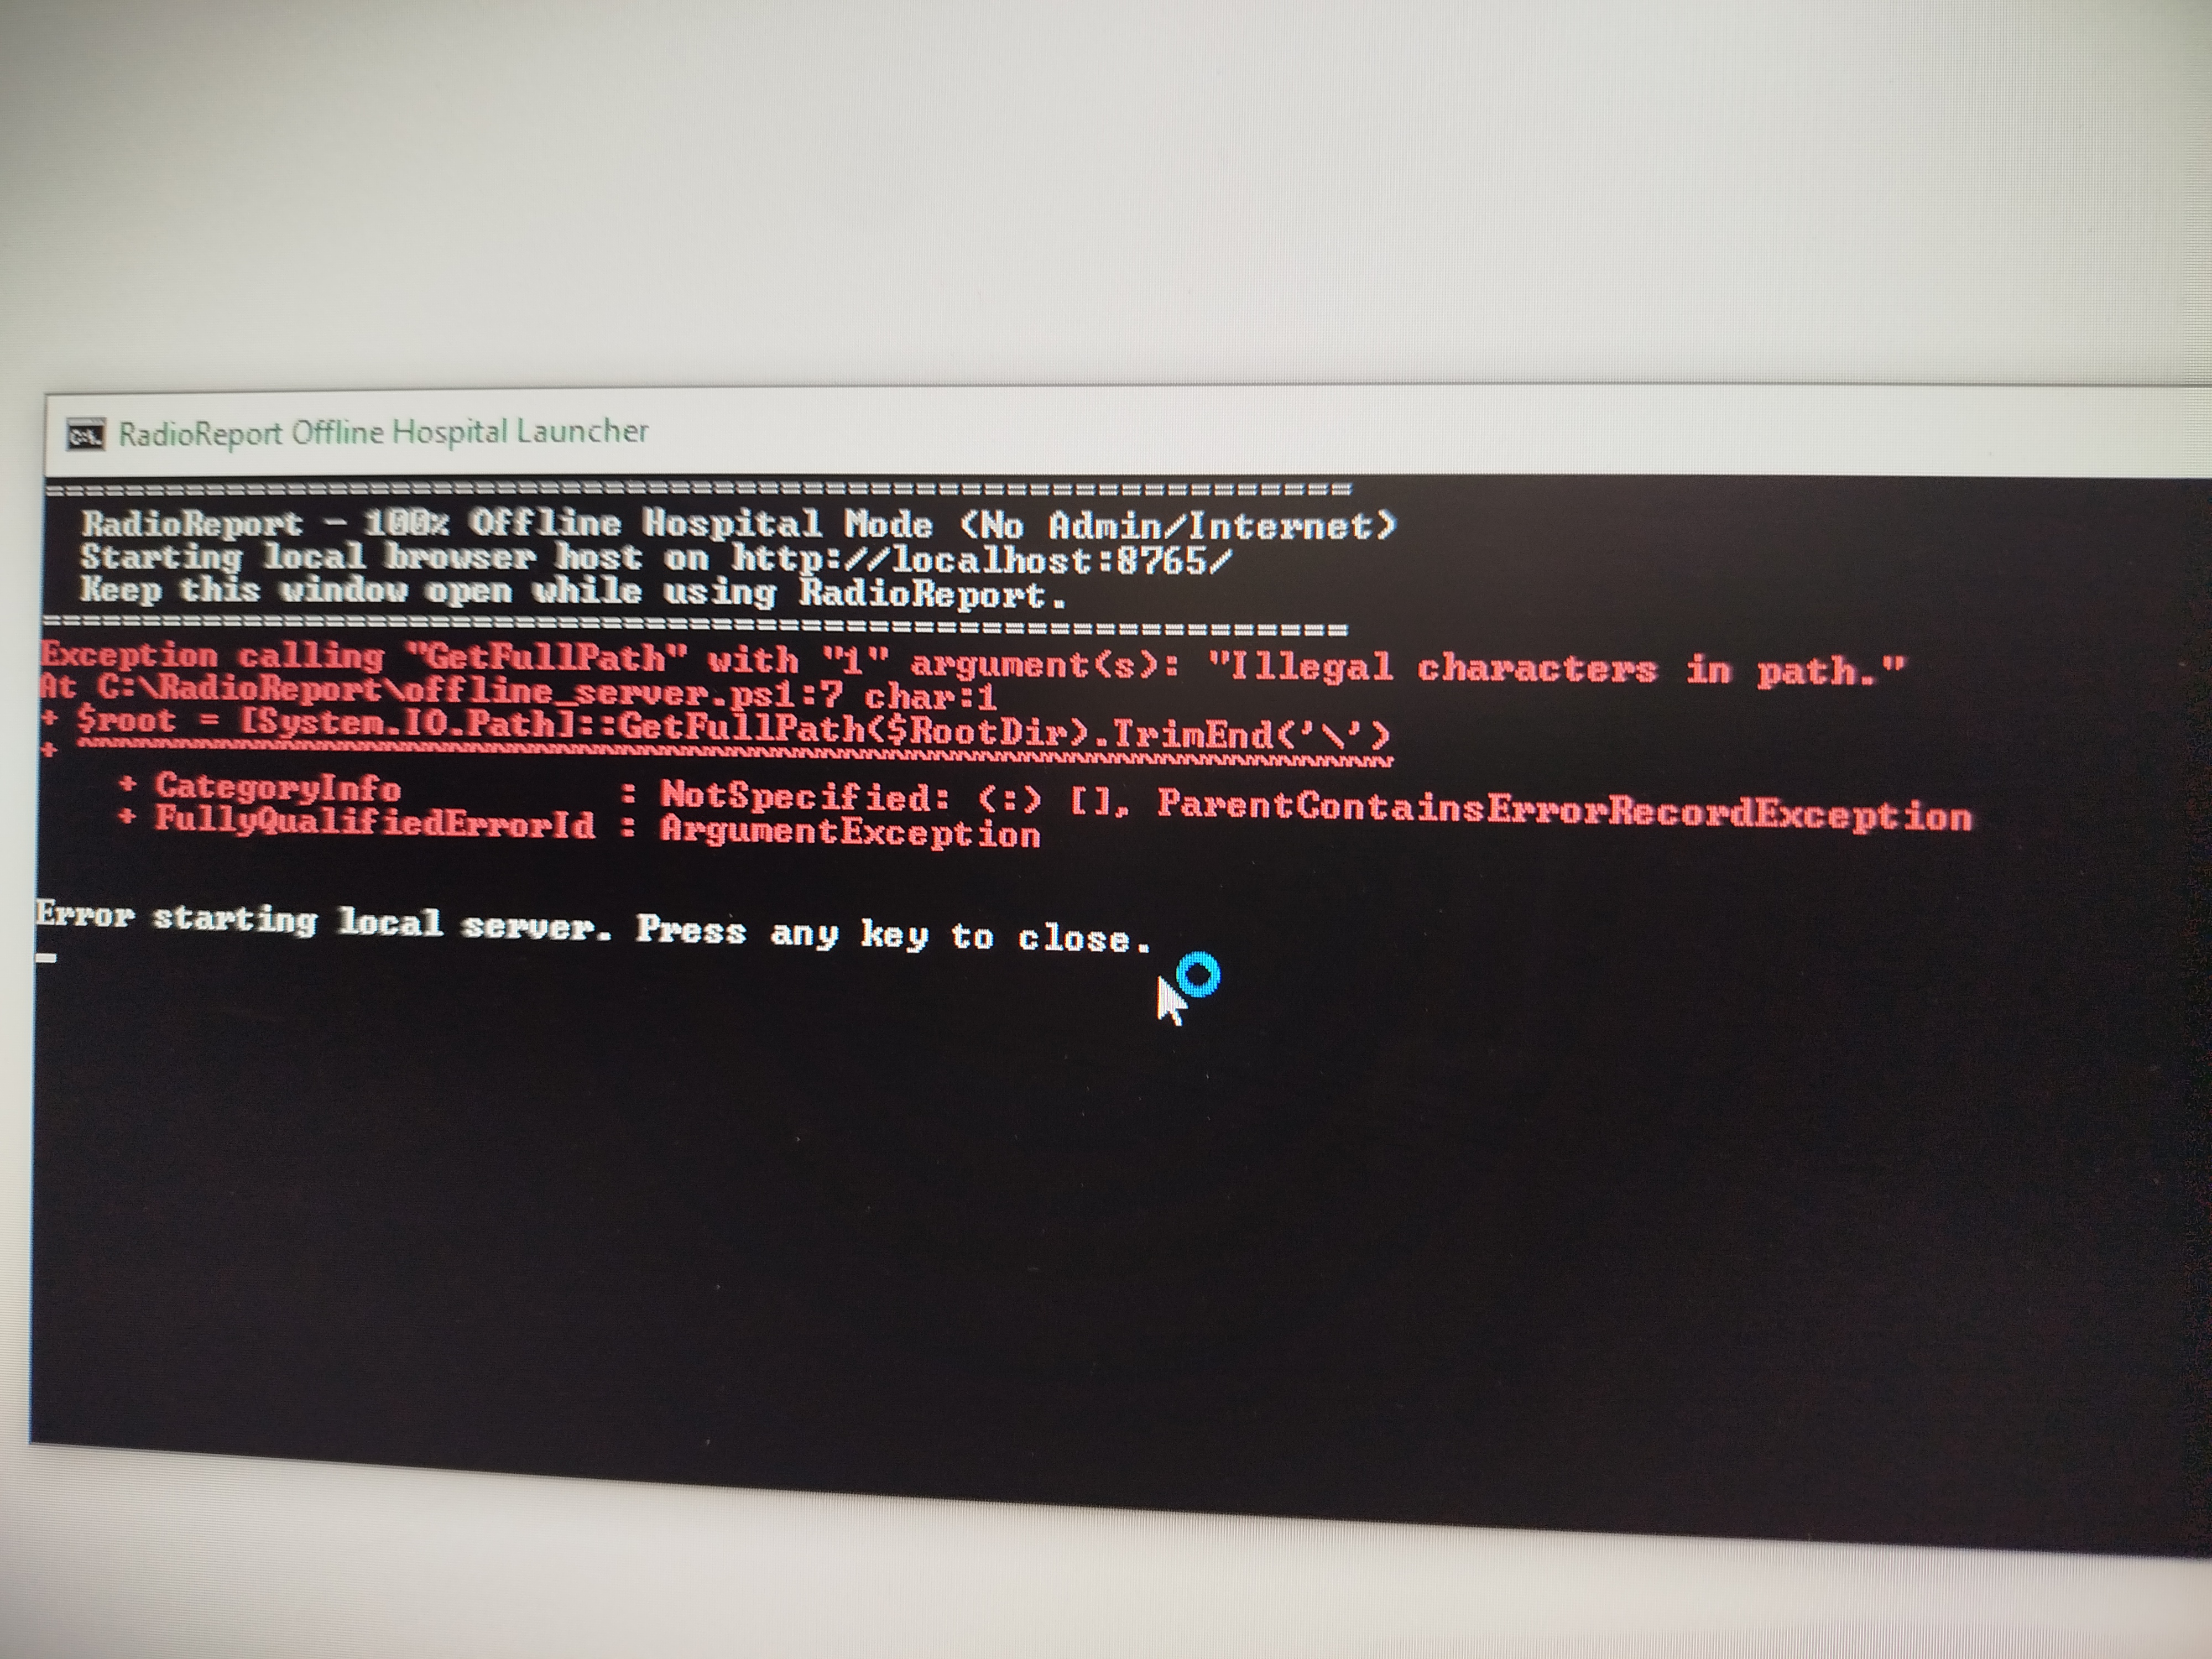 RadioReport Offline Hospital Launcher
============================================================
RadioReport - 100% Offline Hospital Mode (No Admin/Internet)
Starting local browser host on http://localhost:8765/
Keep this window open while using RadioReport.
============================================================
Exception calling "GetFullPath" with "1" argument(s): "Illegal characters in path."
At C:\RadioReport\offline_server.ps1:7 char:1
+ $root = [System.IO.Path]::GetFullPath($RootDir).TrimEnd('\')
+ ~~~~~~~~~~~~~~~~~~~~~~~~~~~~~~~~~~~~~~~~~~~~~~~~~~~~~~~~~~~~
+ CategoryInfo : NotSpecified: (:) [], ParentContainsErrorRecordException
+ FullyQualifiedErrorId : ArgumentException
Error starting local server. Press any key to close.